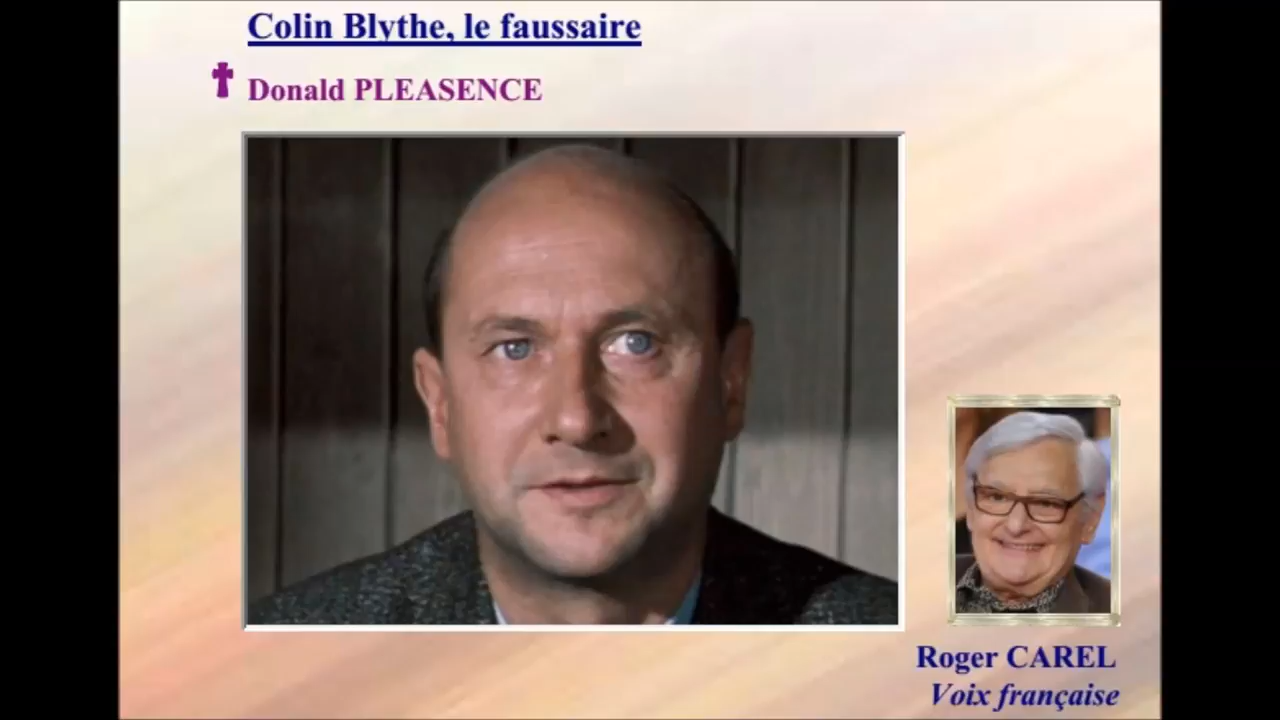 Colin Blythe, le faussaire
Donald PLEASENCE
Roger CAREL
Voix française